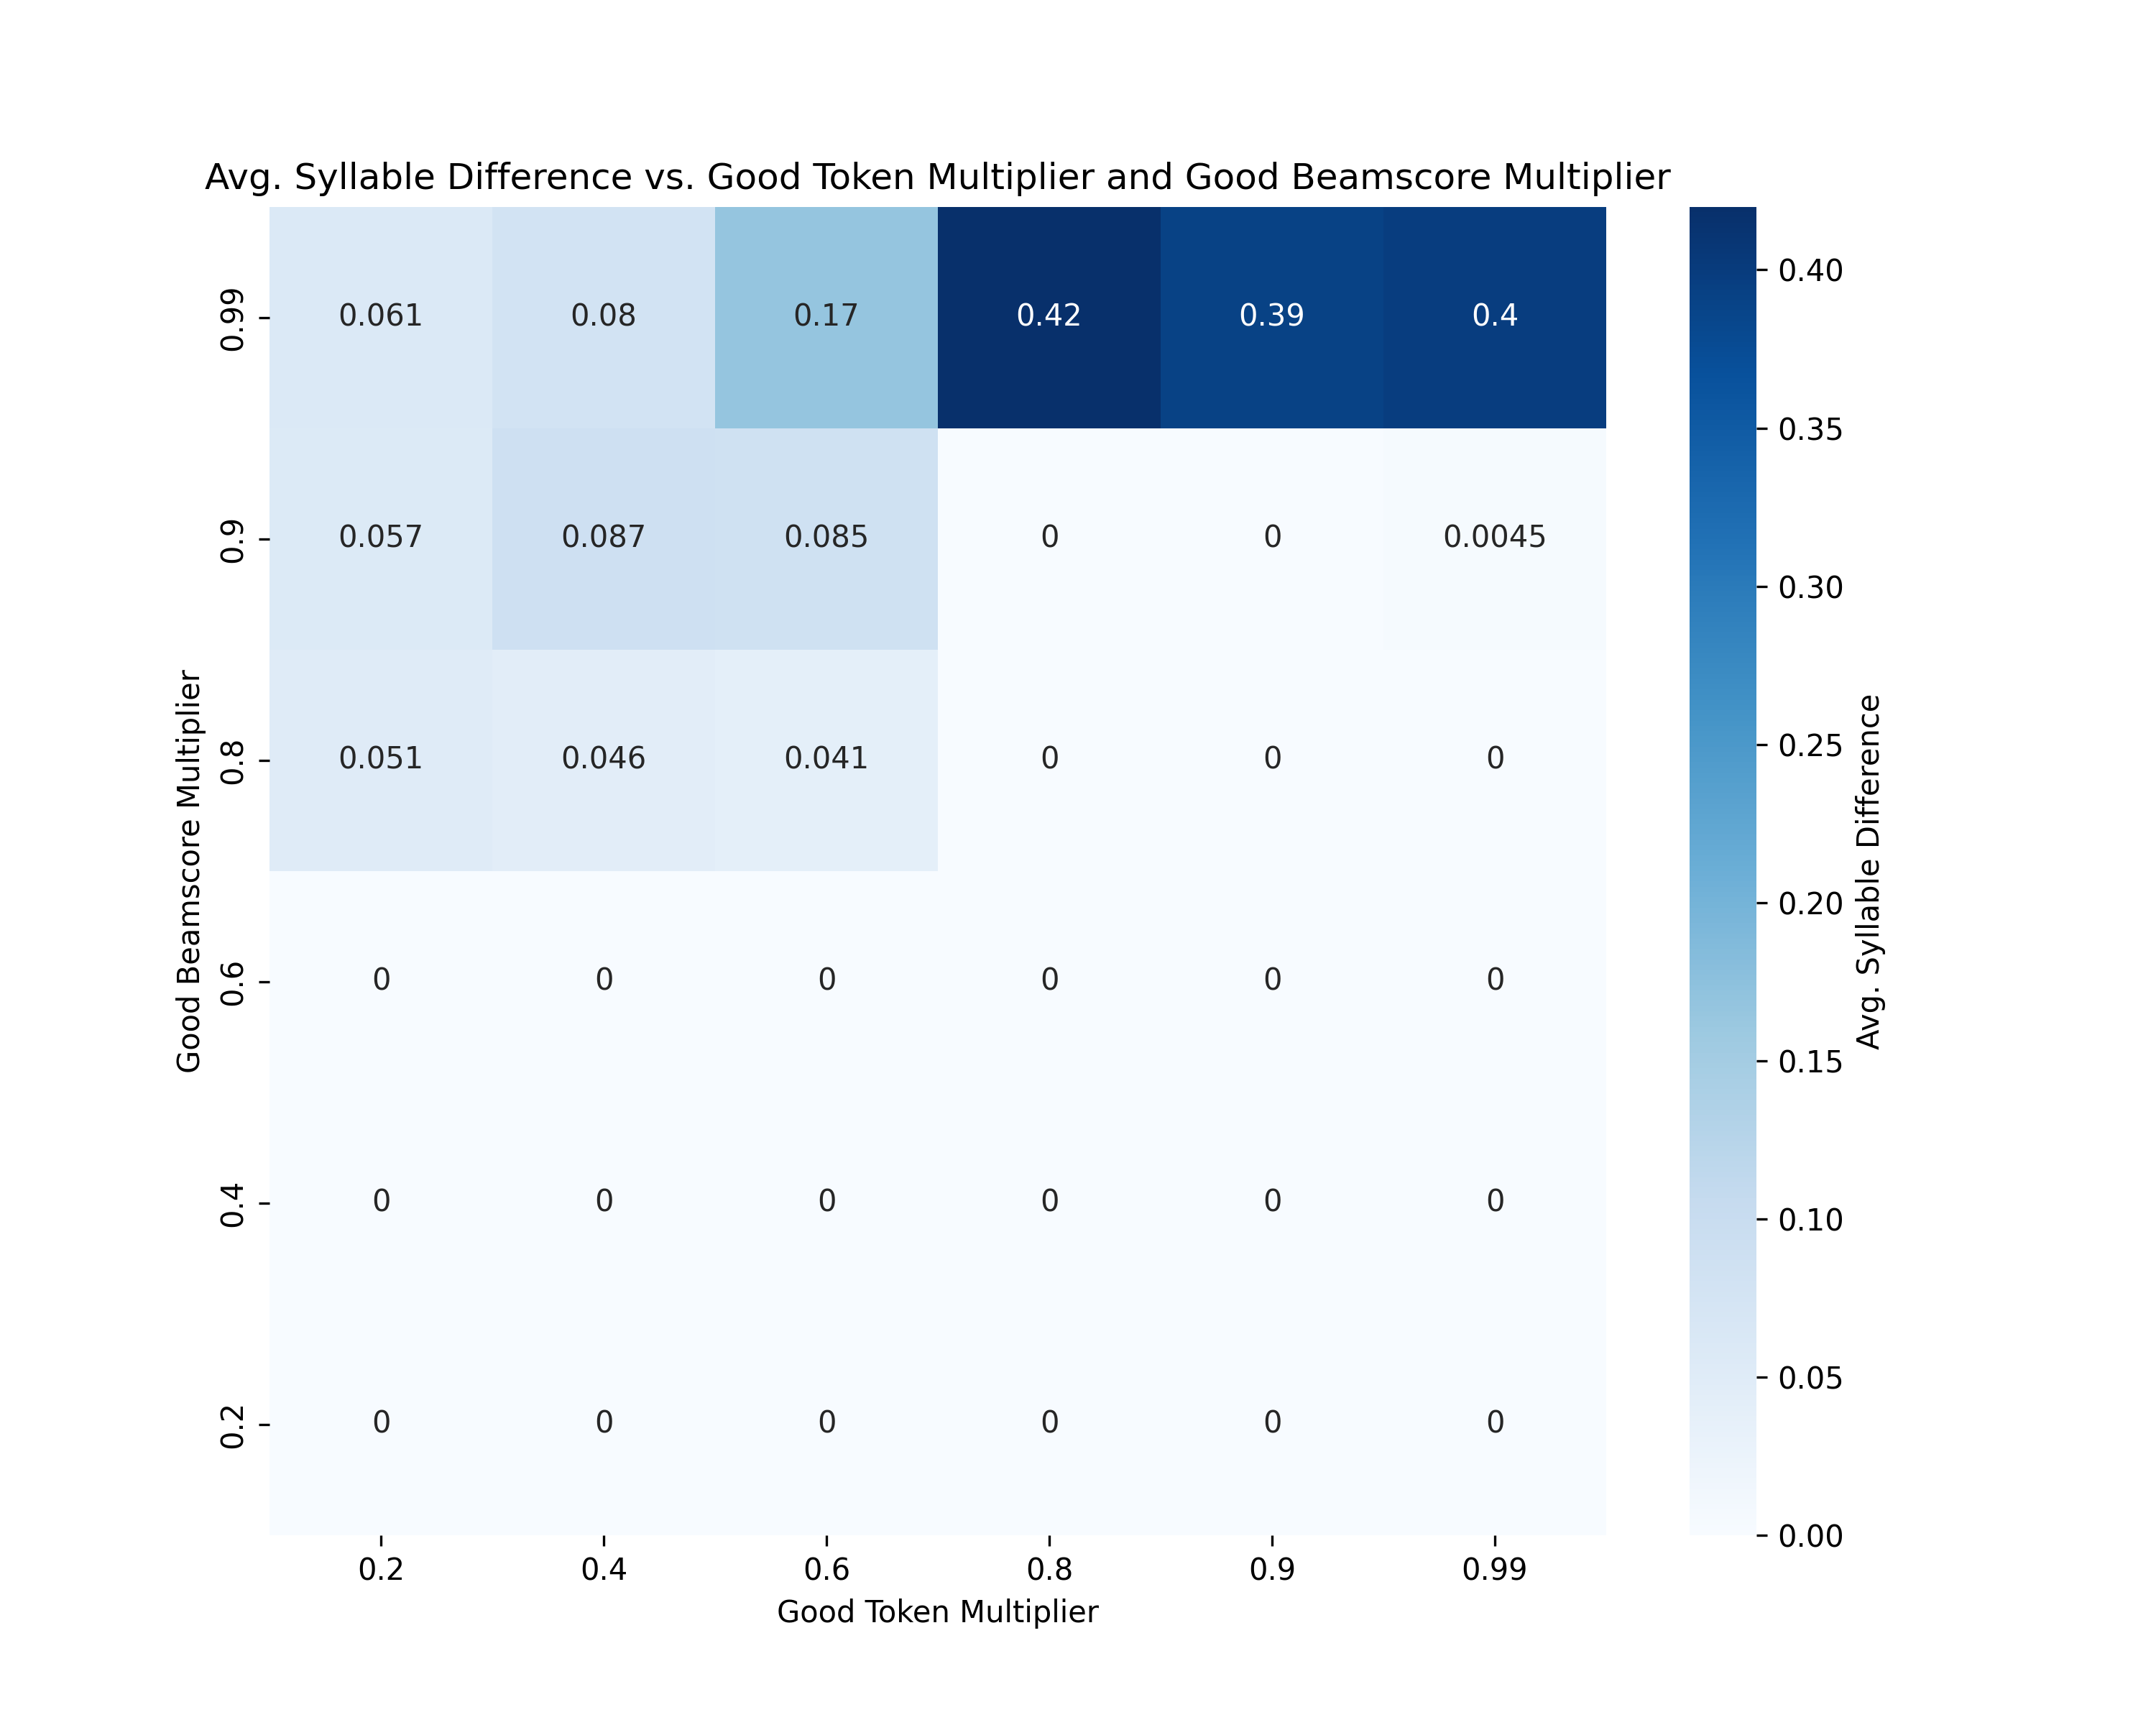 Avg. Syllable Difference vs. Good Token Multiplier and Good Beamscore Multiplier
Good Beamscore Multiplier
0.99 0.061 0.08 0.17 0.42 0.39 0.4
0.9 0.057 0.087 0.085 0 0 0.0045
0.8 0.051 0.046 0.041 0 0 0
0.6 0 0 0 0 0 0
0.4 0 0 0 0 0 0
0.2 0 0 0 0 0 0
0.2 0.4 0.6 0.8 0.9 0.99
Good Token Multiplier
0.40
0.35
0.30
0.25
0.20
0.15
0.10
0.05
0.00
Avg. Syllable Difference